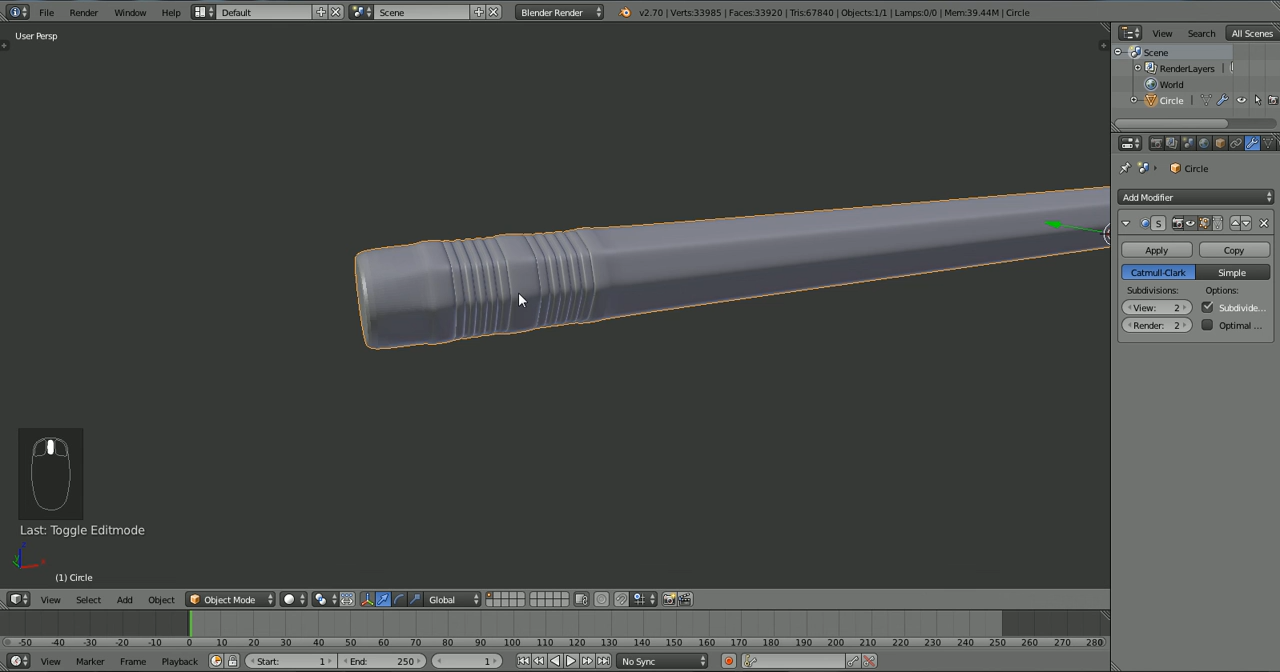 File Render Window Help Default Scene Blender Render v2.70 | Verts:33985 | Faces:33920 | Tris:67840 | Objects:1/1 | Lamps:0/0 | Mem:39.44M | Circle
User Persp
View Search All Scenes
Scene
RenderLayers |
World
Circle |
Circle
Add Modifier
S
Apply Copy
Catmull-Clark Simple
Subdivisions: Options:
View: 2 Subdivide...
Render: 2 Optimal ...
Last: Toggle Editmode
(1) Circle
View Select Add Object Object Mode Global
-50 -40 -30 -20 -10 0 10 20 30 40 50 60 70 80 90 100 110 120 130 140 150 160 170 180 190 200 210 220 230 240 250 260 270 280
View Marker Frame Playback Start: 1 End: 250 1 No Sync